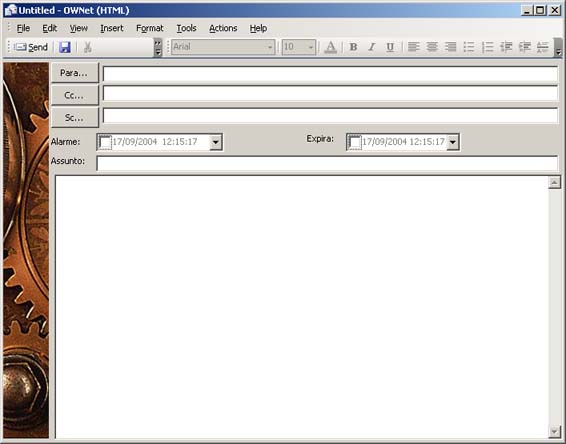 Untitled - OWNet (HTML)
File Edit View Insert Format Tools Actions Help
Send Arial 10 A B I U
Para...
Cc...
Sc...
Alarme: 17/09/2004 12:15:17 Expira: 17/09/2004 12:15:17
Assunto: